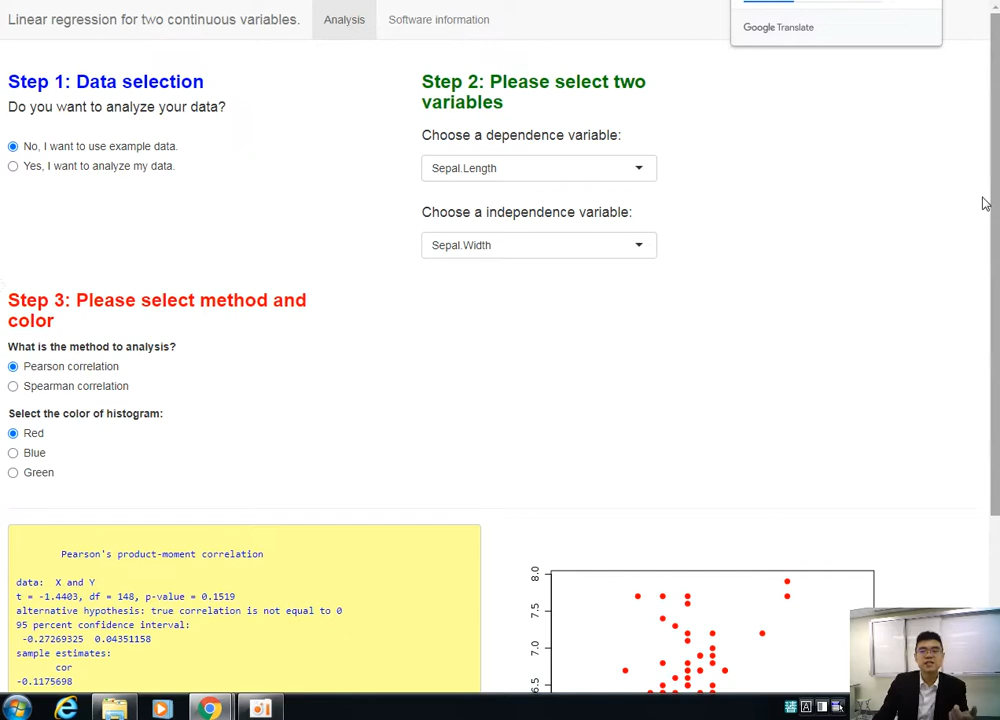 Linear regression for two continuous variables.
Analysis
Software information
Google Translate
Step 1: Data selection
Do you want to analyze your data?
No, I want to use example data.
Yes, I want to analyze my data.
Step 2: Please select two
variables
Choose a dependence variable:
Sepal.Length
Choose a independence variable:
Sepal.Width
Step 3: Please select method and
color
What is the method to analysis?
Pearson correlation
Spearman correlation
Select the color of histogram:
Red
Blue
Green
Pearson's product-moment correlation
data:  X and Y
t = -1.4403, df = 148, p-value = 0.1519
alternative hypothesis: true correlation is not equal to 0
95 percent confidence interval:
-0.27269325  0.04351158
sample estimates:
cor
-0.1175698
8.0
7.5
7.0
6.5
A